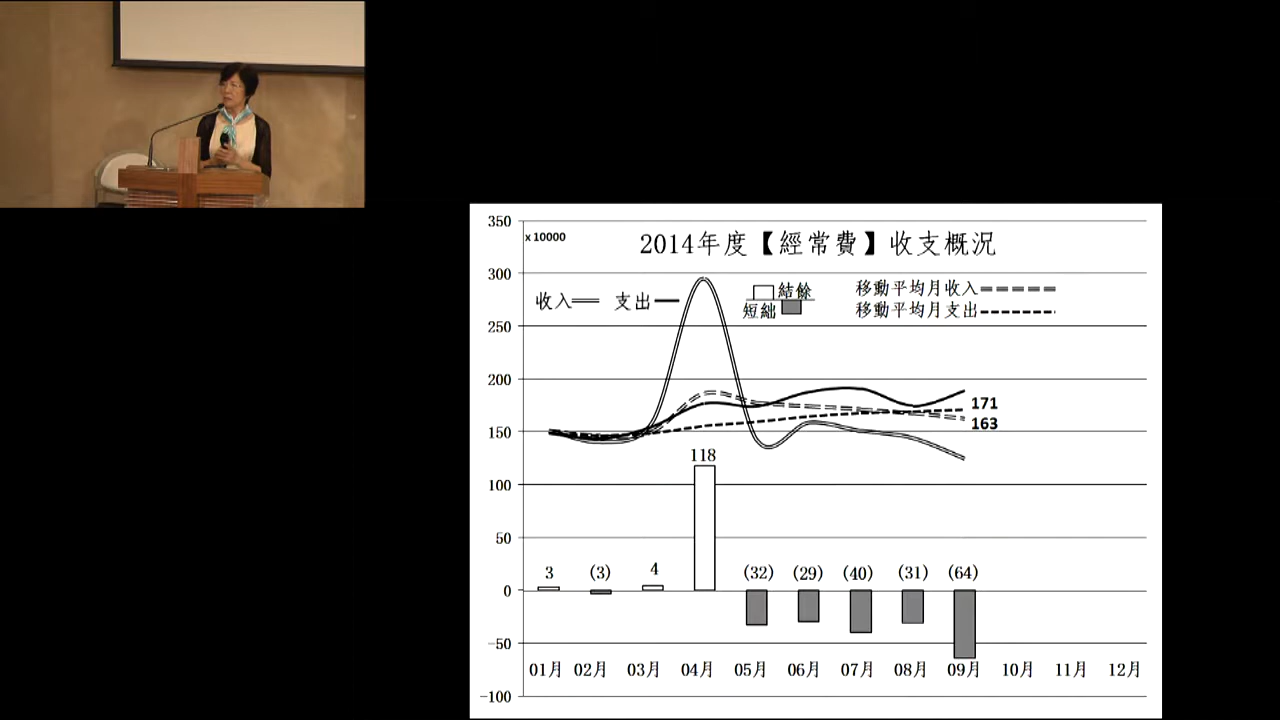 2014年度【經常費】收支概況
x 10000
收入
支出
結餘
短絀
移動平均月收入
移動平均月支出
350
300
250
200
150
100
50
0
-50
-100
171
163
3
(3)
4
118
(32)
(29)
(40)
(31)
(64)
01月 02月 03月 04月 05月 06月 07月 08月 09月 10月 11月 12月